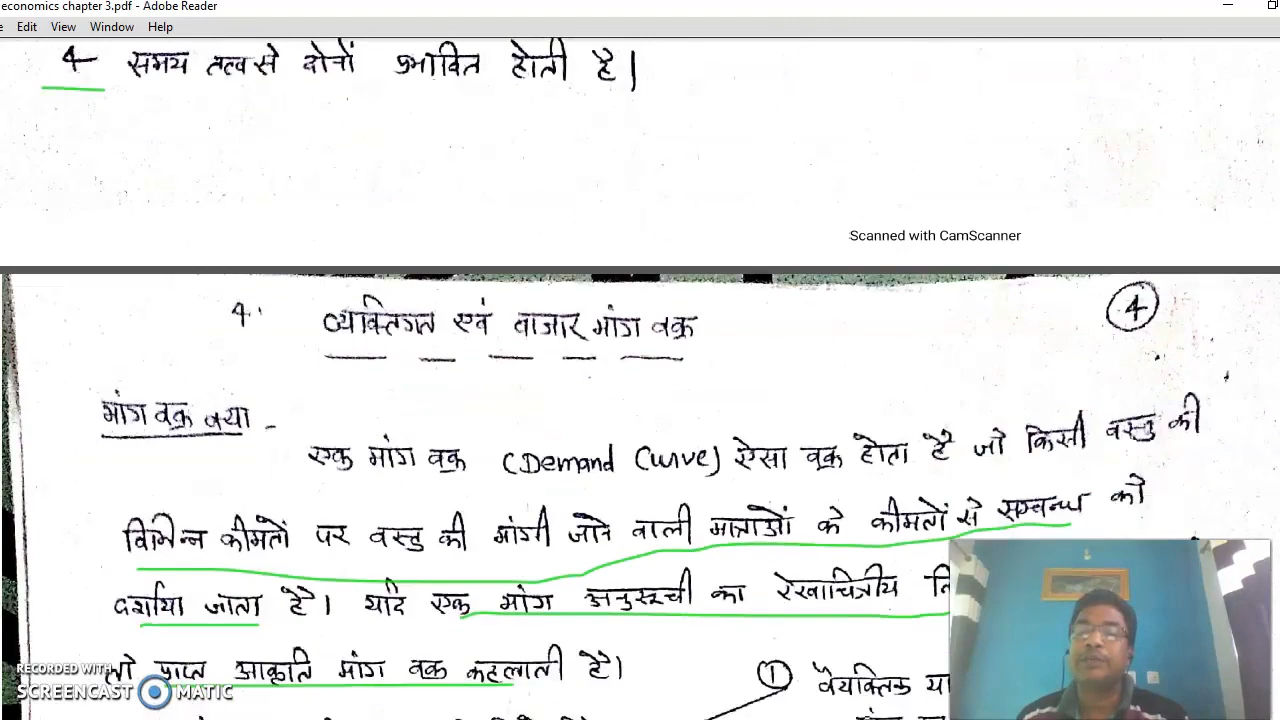 economics chapter 3.pdf - Adobe Reader
Edit View Window Help
4 समय तत्व से दोनों प्रभावित होती है।
Scanned with CamScanner
4. व्यक्तिगत एवं बाजार मांग वक्र
4
मांग वक्र क्या -
एक मांग वक्र (Demand Curve) ऐसा वक्र होता है जो किसी वस्तु की
विभिन्न कीमतों पर वस्तु की मांगी जाने वाली मात्राओं के कीमतों से सम्बन्ध को
दर्शाया जाता है। यदि एक मांग अनुसूची का रेखाचित्रीय
तो प्राप्त आकृति मांग वक्र कहलाती है।
1 वैयक्तिक या
RECORDED WITH
SCREENCAST MATIC